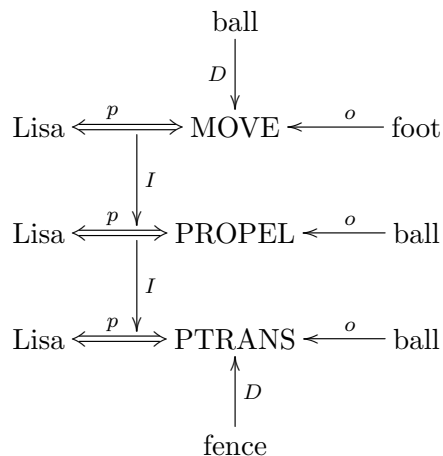 ball
D
Lisa p MOVE o foot
I
Lisa p PROPEL o ball
I
Lisa p PTRANS o ball
D
fence